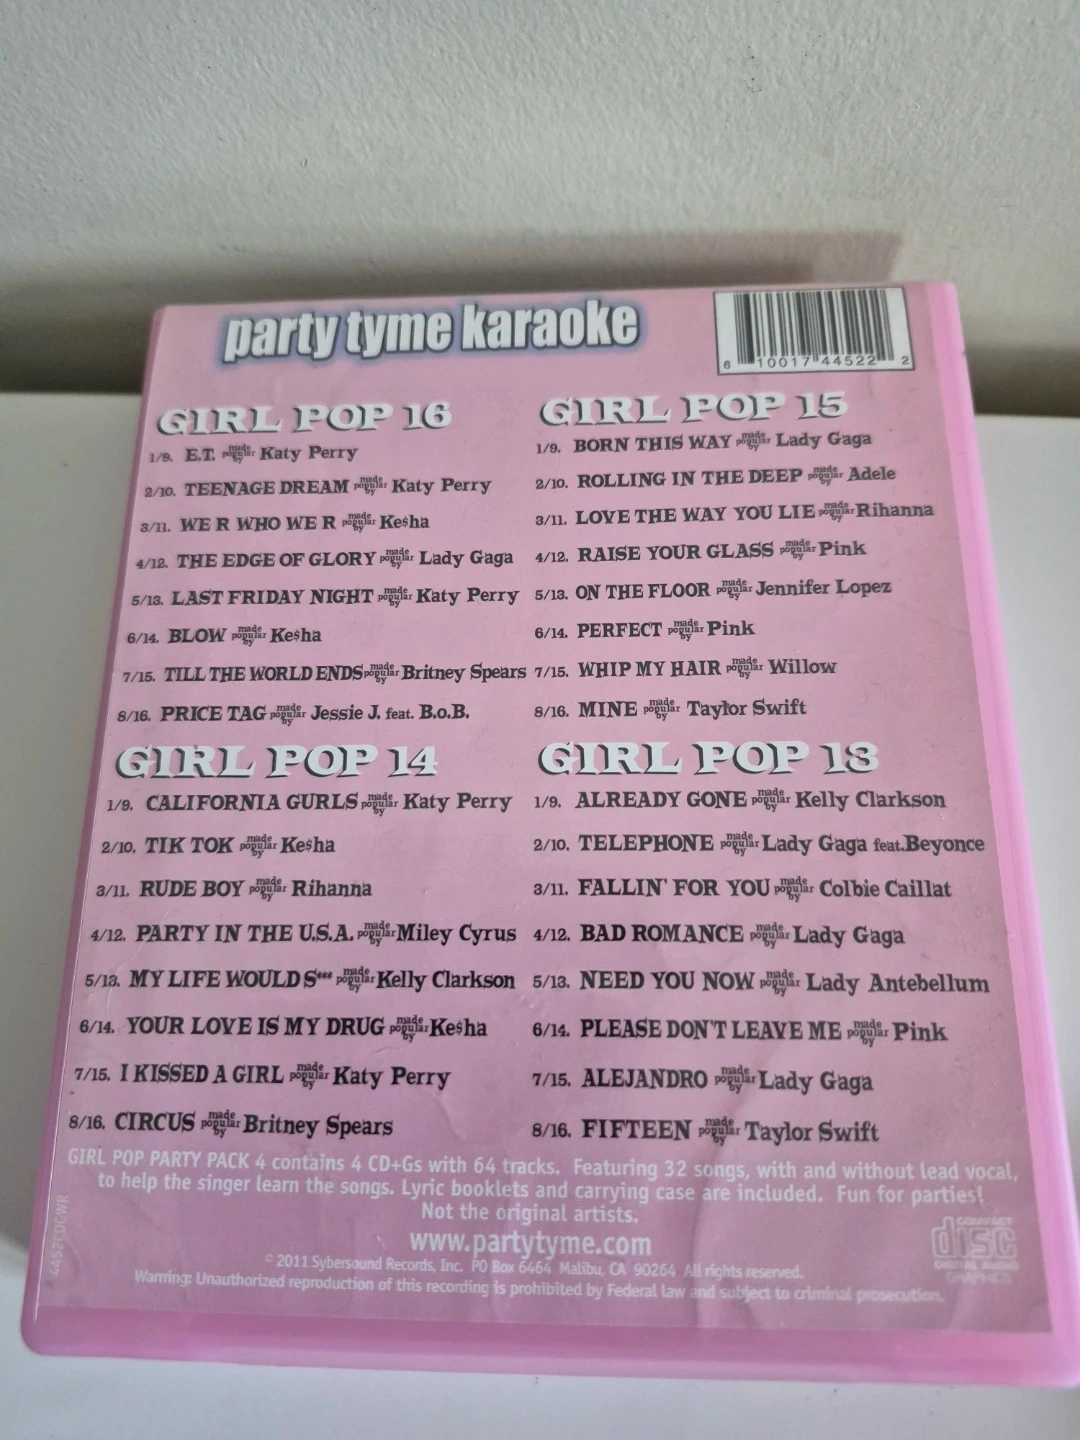 party tyme karaoke
6 10017 44522 2
GIRL POP 16
1/9. E.T. made popular by Katy Perry
2/10. TEENAGE DREAM made popular by Katy Perry
3/11. WE R WHO WE R made popular by Ke$ha
4/12. THE EDGE OF GLORY made popular by Lady Gaga
5/13. LAST FRIDAY NIGHT made popular by Katy Perry
6/14. BLOW made popular by Ke$ha
7/15. TILL THE WORLD ENDS made popular by Britney Spears
8/16. PRICE TAG made popular by Jessie J. feat. B.o.B.
GIRL POP 15
1/9. BORN THIS WAY made popular by Lady Gaga
2/10. ROLLING IN THE DEEP made popular by Adele
3/11. LOVE THE WAY YOU LIE made popular by Rihanna
4/12. RAISE YOUR GLASS made popular by Pink
5/13. ON THE FLOOR made popular by Jennifer Lopez
6/14. PERFECT made popular by Pink
7/15. WHIP MY HAIR made popular by Willow
8/16. MINE made popular by Taylor Swift
GIRL POP 14
1/9. CALIFORNIA GURLS made popular by Katy Perry
2/10. TIK TOK made popular by Ke$ha
3/11. RUDE BOY made popular by Rihanna
4/12. PARTY IN THE U.S.A. made popular by Miley Cyrus
5/13. MY LIFE WOULD S*** made popular by Kelly Clarkson
6/14. YOUR LOVE IS MY DRUG made popular by Ke$ha
7/15. I KISSED A GIRL made popular by Katy Perry
8/16. CIRCUS made popular by Britney Spears
GIRL POP 13
1/9. ALREADY GONE made popular by Kelly Clarkson
2/10. TELEPHONE made popular by Lady Gaga feat.Beyonce
3/11. FALLIN' FOR YOU made popular by Colbie Caillat
4/12. BAD ROMANCE made popular by Lady Gaga
5/13. NEED YOU NOW made popular by Lady Antebellum
6/14. PLEASE DON'T LEAVE ME made popular by Pink
7/15. ALEJANDRO made popular by Lady Gaga
8/16. FIFTEEN made popular by Taylor Swift
GIRL POP PARTY PACK 4 contains 4 CD+Gs with 64 tracks. Featuring 32 songs, with and without lead vocal,
to help the singer learn the songs. Lyric booklets and carrying case are included. Fun for parties!
Not the original artists.
www.partytyme.com
© 2011 Sybersound Records, Inc. PO Box 6464 Malibu, CA 90264 All rights reserved.
Warning: Unauthorized reproduction of this recording is prohibited by Federal law and subject to criminal prosecution.
COMPACT
disc
DIGITAL AUDIO
GRAPHICS
4452CDGWR